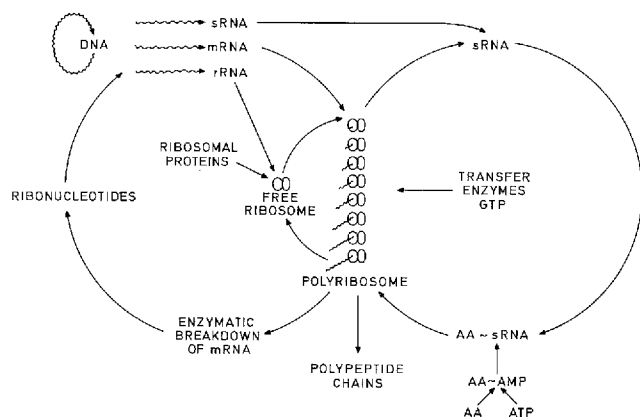 DNA
sRNA
mRNA
rRNA
sRNA
RIBOSOMAL
PROTEINS
FREE
RIBOSOME
RIBONUCLEOTIDES
TRANSFER
ENZYMES
GTP
POLYRIBOSOME
ENZYMATIC
BREAKDOWN
OF mRNA
POLYPEPTIDE
CHAINS
AA ~ sRNA
AA~AMP
AA ATP